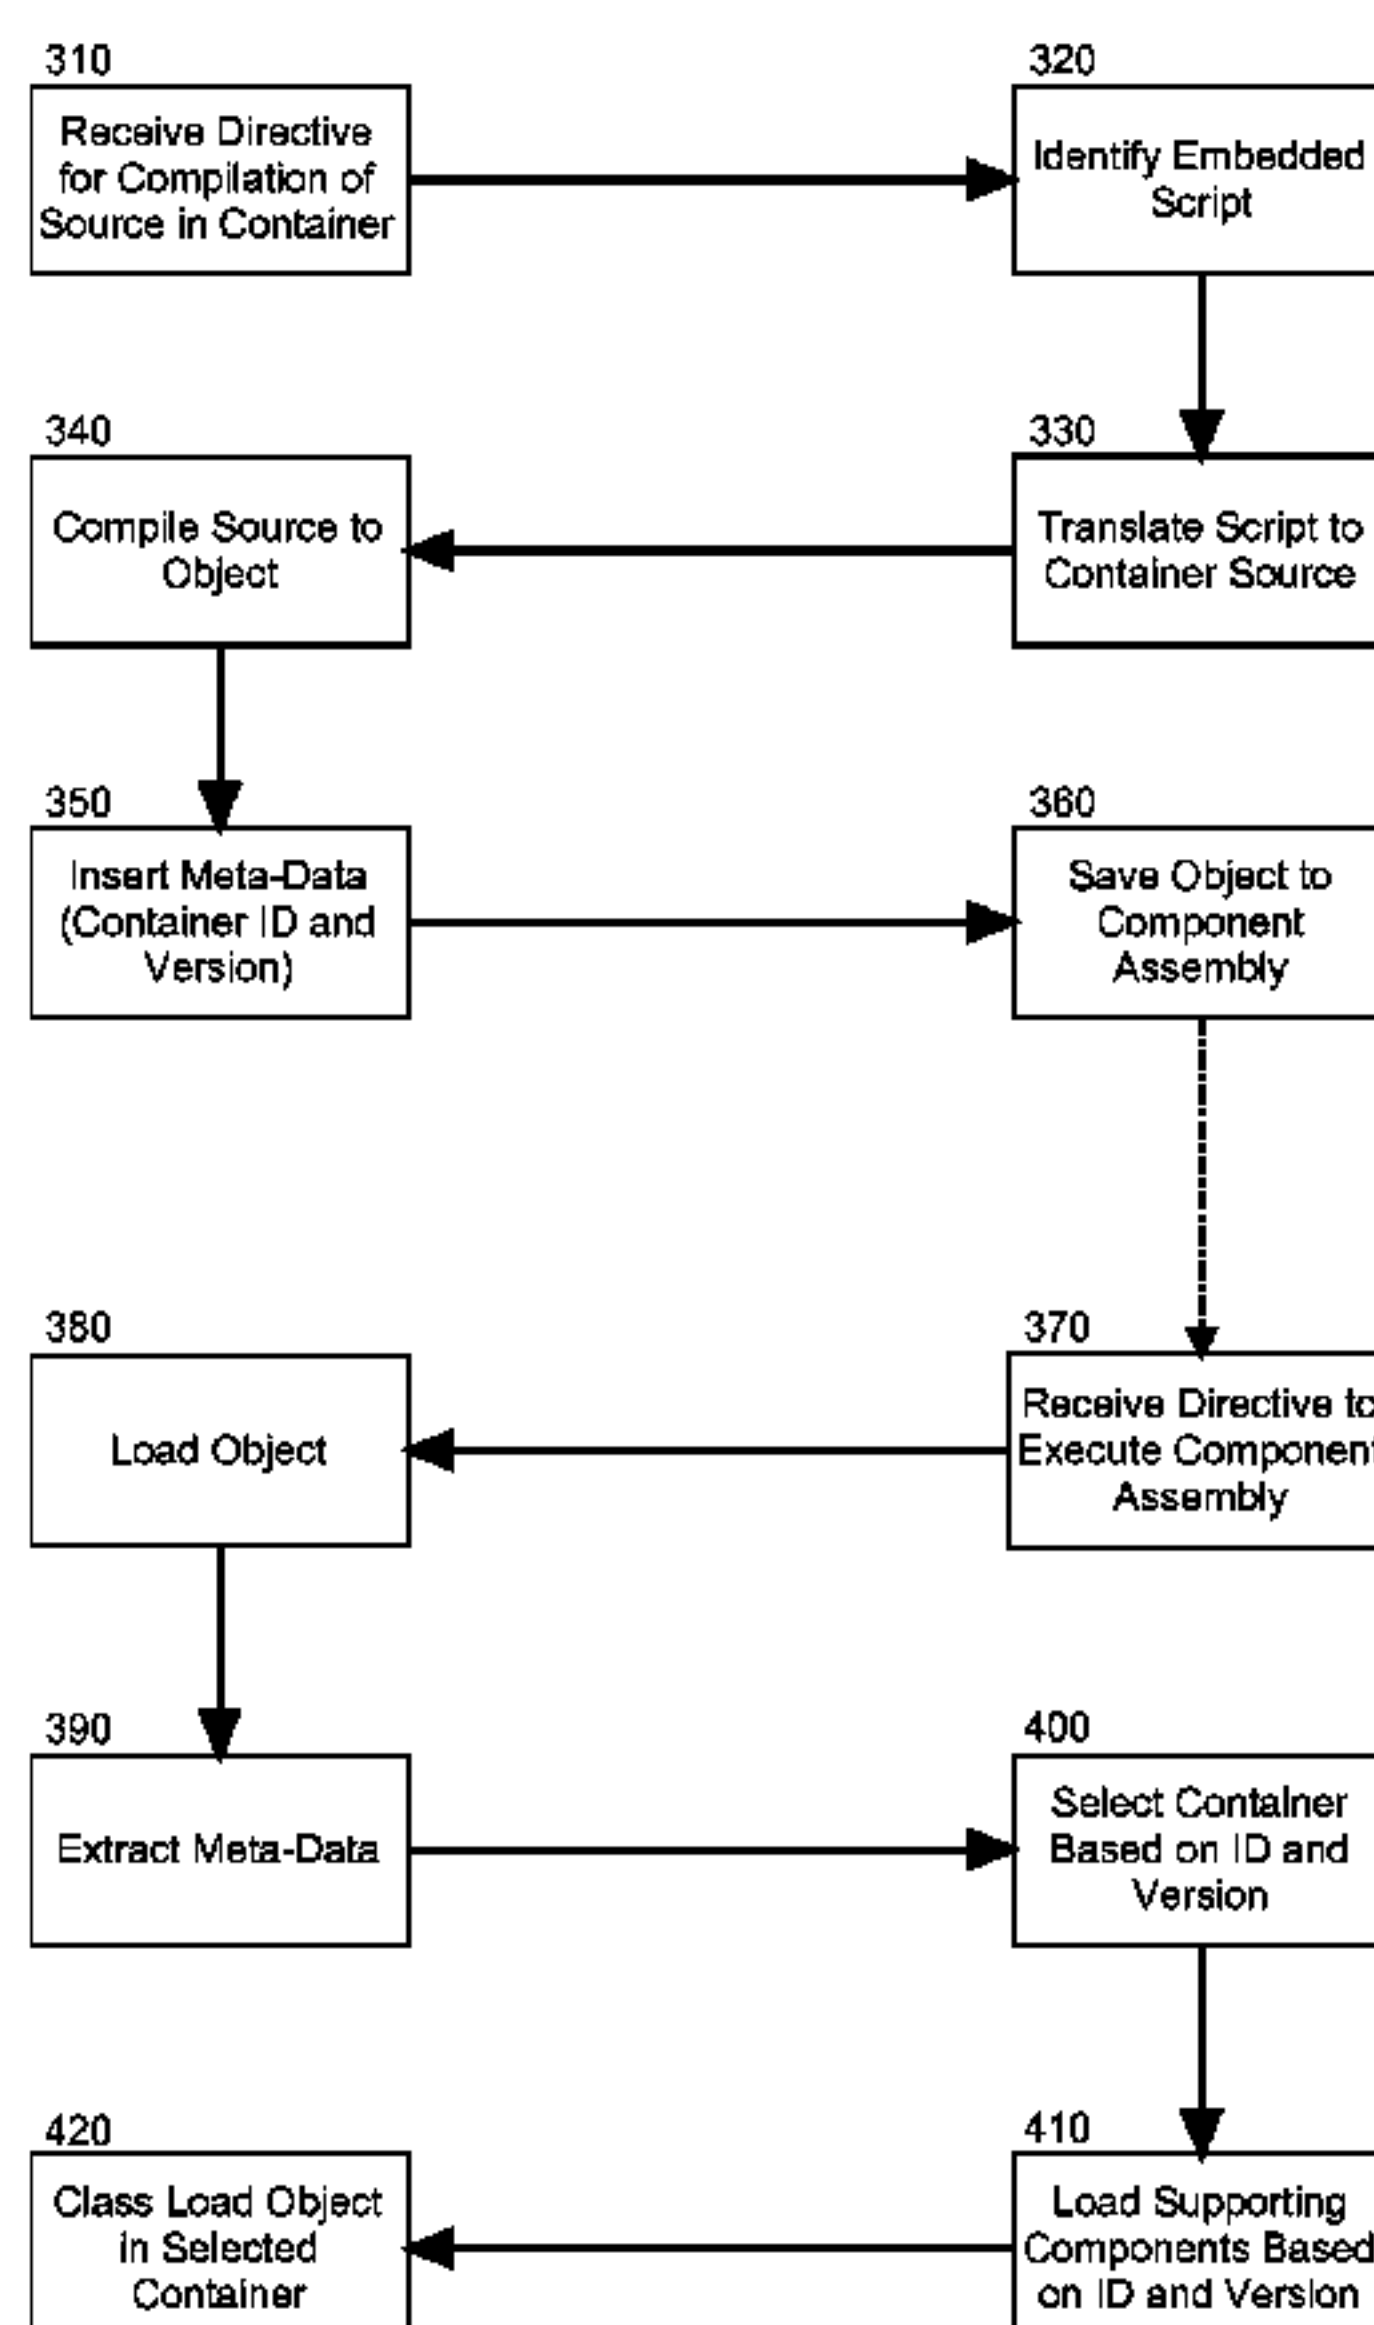 310
Receive Directive
for Compilation of
Source in Container
320
Identify Embedded
Script
330
Translate Script to
Container Source
340
Compile Source to
Object
350
Insert Meta-Data
(Container ID and
Version)
360
Save Object to
Component
Assembly
370
Receive Directive to
Execute Component
Assembly
380
Load Object
390
Extract Meta-Data
400
Select Container
Based on ID and
Version
410
Load Supporting
Components Based
on ID and Version
420
Class Load Object
in Selected
Container